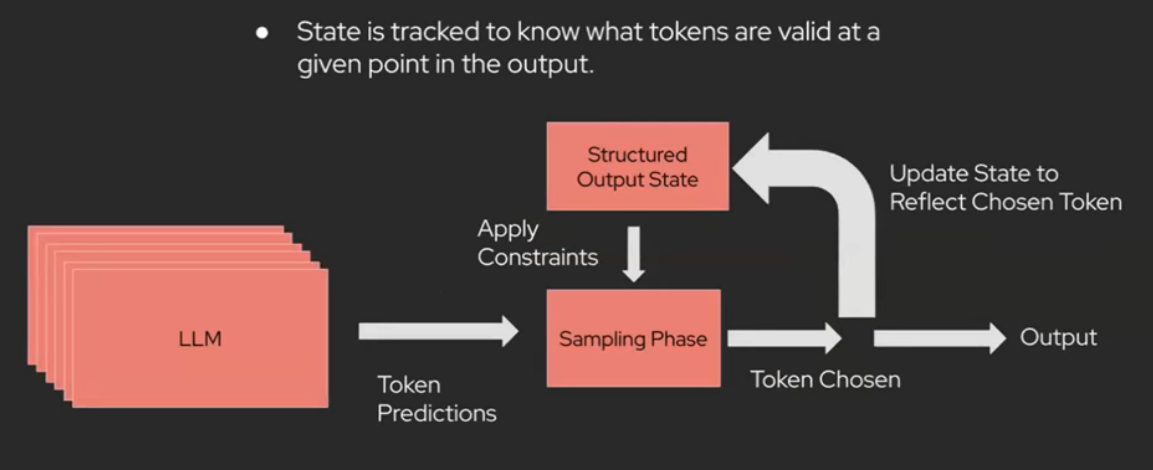 ● State is tracked to know what tokens are valid at a
given point in the output.
Structured
Output State
Update State to
Reflect Chosen Token
Apply
Constraints
LLM
Sampling Phase
Output
Token Chosen
Token
Predictions